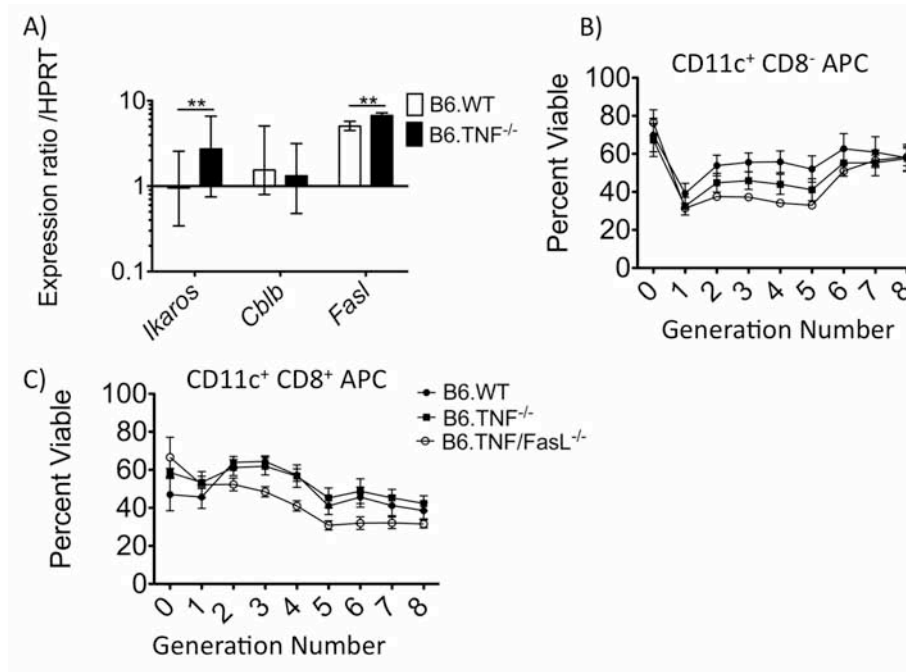 A)
Expression ratio /HPRT
10
1
0.1
**
**
Ikaros
Cblb
Fasl
B6.WT
B6.TNF-/-
B)
CD11c+ CD8- APC
Percent Viable
100
80
60
40
20
0
0 1 2 3 4 5 6 7 8
Generation Number
C)
CD11c+ CD8+ APC
Percent Viable
100
80
60
40
20
0
0 1 2 3 4 5 6 7 8
Generation Number
B6.WT
B6.TNF-/-
B6.TNF/FasL-/-